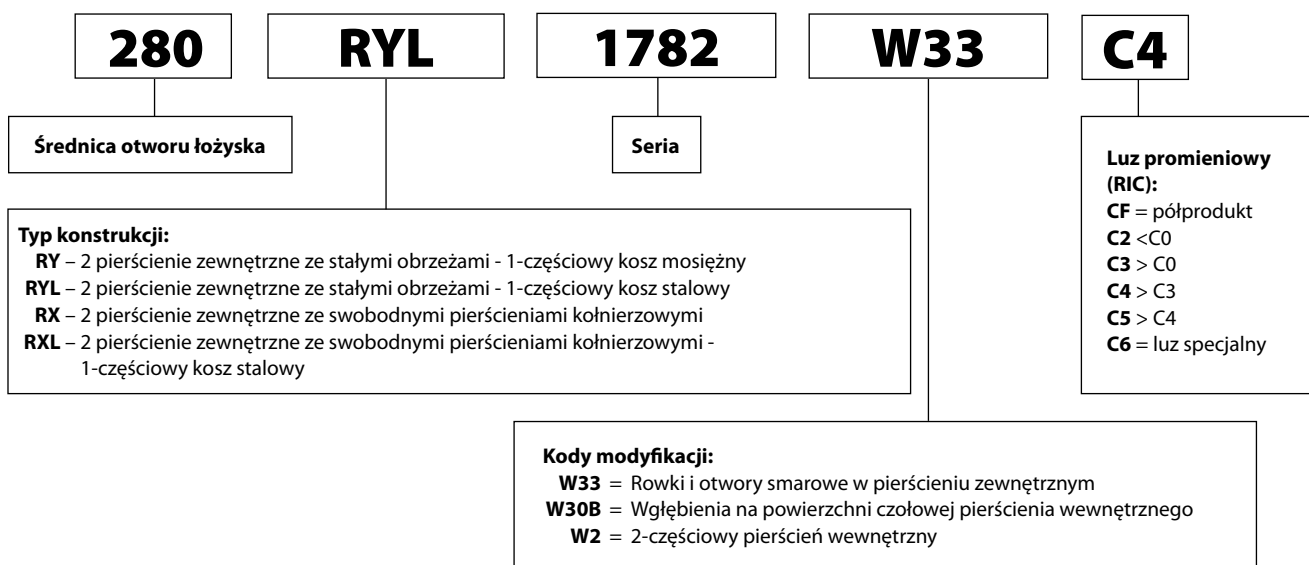 280 RYL 1782 W33 C4
Średnica otworu łożyska
Seria
Typ konstrukcji:
RY – 2 pierścienie zewnętrzne ze stałymi obrzeżami - 1-częściowy kosz mosiężny
RYL – 2 pierścienie zewnętrzne ze stałymi obrzeżami - 1-częściowy kosz stalowy
RX – 2 pierścienie zewnętrzne ze swobodnymi pierścieniami kołnierzowymi
RXL – 2 pierścienie zewnętrzne ze swobodnymi pierścieniami kołnierzowymi -
1-częściowy kosz stalowy
Luz promieniowy
(RIC):
CF = półprodukt
C2 <C0
C3 > C0
C4 > C3
C5 > C4
C6 = luz specjalny
Kody modyfikacji:
W33 = Rowki i otwory smarowe w pierścieniu zewnętrznym
W30B = Wgłębienia na powierzchni czołowej pierścienia wewnętrznego
W2 = 2-częściowy pierścień wewnętrzny